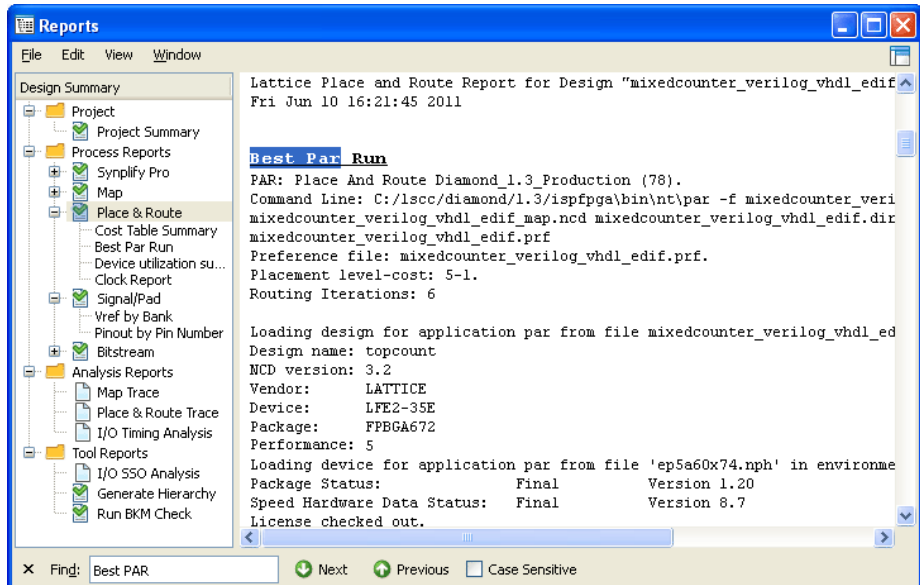 Reports
File Edit View Window
Design Summary
Project
Project Summary
Process Reports
Synplify Pro
Map
Place & Route
Cost Table Summary
Best Par Run
Device utilization su...
Clock Report
Signal/Pad
Vref by Bank
Pinout by Pin Number
Bitstream
Analysis Reports
Map Trace
Place & Route Trace
I/O Timing Analysis
Tool Reports
I/O SSO Analysis
Generate Hierarchy
Run BKM Check
Lattice Place and Route Report for Design "mixedcounter_verilog_vhdl_edif
Fri Jun 10 16:21:45 2011
Best Par Run
PAR: Place And Route Diamond_1.3_Production (78).
Command Line: C:/lscc/diamond/1.3/ispfpga\bin\nt\par -f mixedcounter_veri
mixedcounter_verilog_vhdl_edif_map.ncd mixedcounter_verilog_vhdl_edif.dir
mixedcounter_verilog_vhdl_edif.prf
Preference file: mixedcounter_verilog_vhdl_edif.prf.
Placement level-cost: 5-1.
Routing Iterations: 6
Loading design for application par from file mixedcounter_verilog_vhdl_ed
Design name: topcount
NCD version: 3.2
Vendor: LATTICE
Device: LFE2-35E
Package: FPBGA672
Performance: 5
Loading device for application par from file 'ep5a60x74.nph' in environme
Package Status: Final Version 1.20
Speed Hardware Data Status: Final Version 8.7
License checked out.
Find: Best PAR Next Previous Case Sensitive